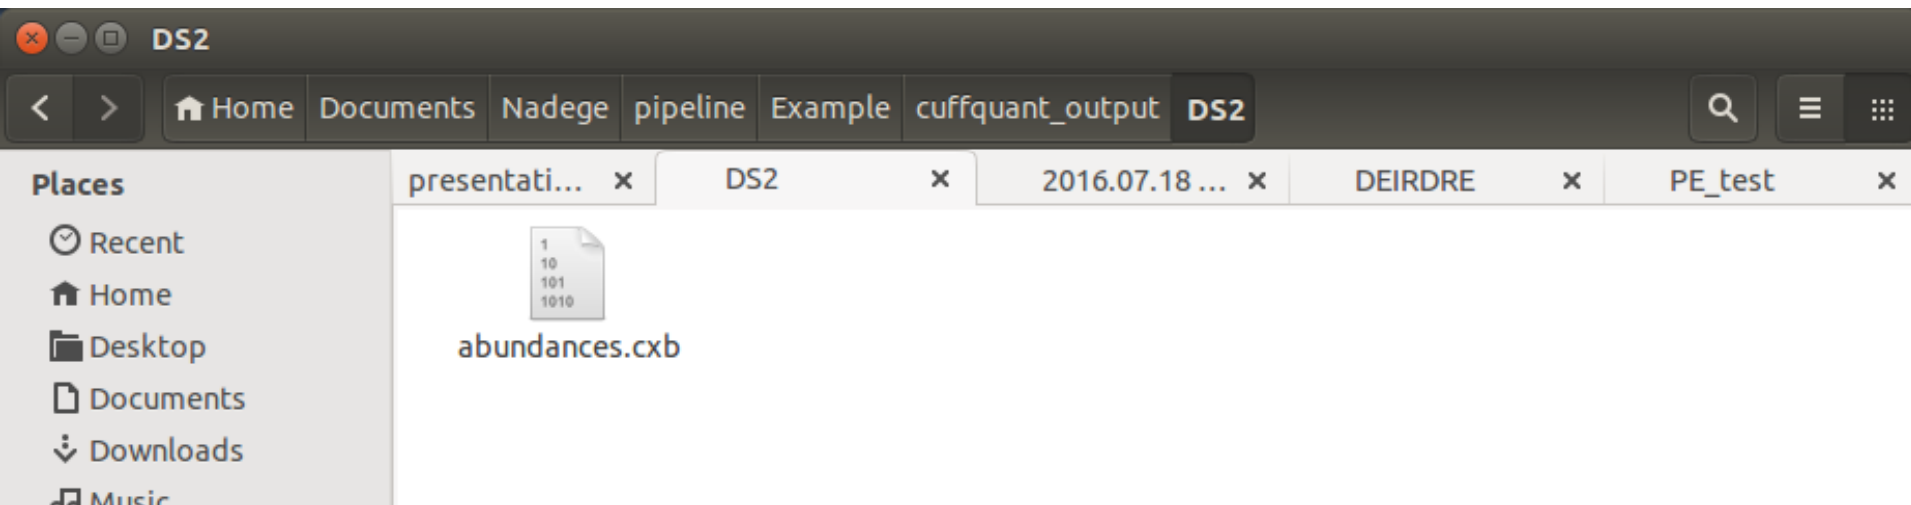 DS2
Home Documents Nadege pipeline Example cuffquant_output DS2
Places
presentati... DS2 2016.07.18 ... DEIRDRE PE_test
Recent
Home
Desktop
Documents
Downloads
Music
1
10
101
1010
abundances.cxb